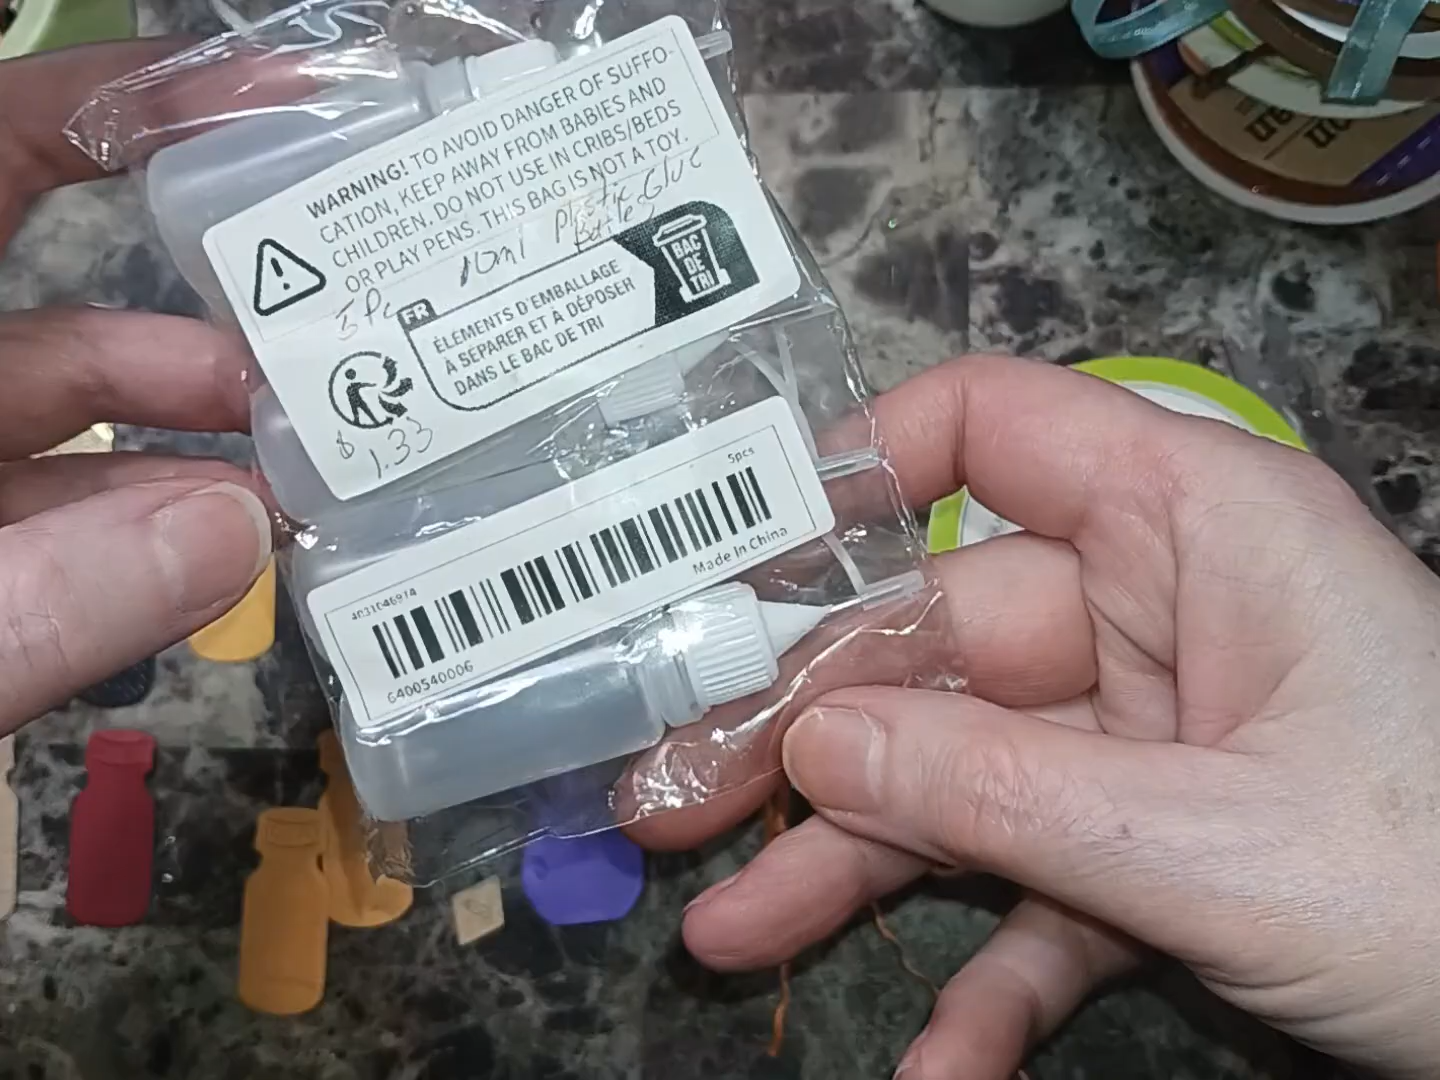 WARNING! TO AVOID DANGER OF SUFFO-
CATION, KEEP AWAY FROM BABIES AND
CHILDREN. DO NOT USE IN CRIBS/BEDS
OR PLAY PENS. THIS BAG IS NOT A TOY.
5 Pc 10ml Plastic Glue
Bottles
FR
ÉLÉMENTS D'EMBALLAGE
À SÉPARER ET À DÉPOSER
DANS LE BAC DE TRI
BAC
DE
TRI
$ 1.33
5pcs
4031046974
6400540006
Made In China